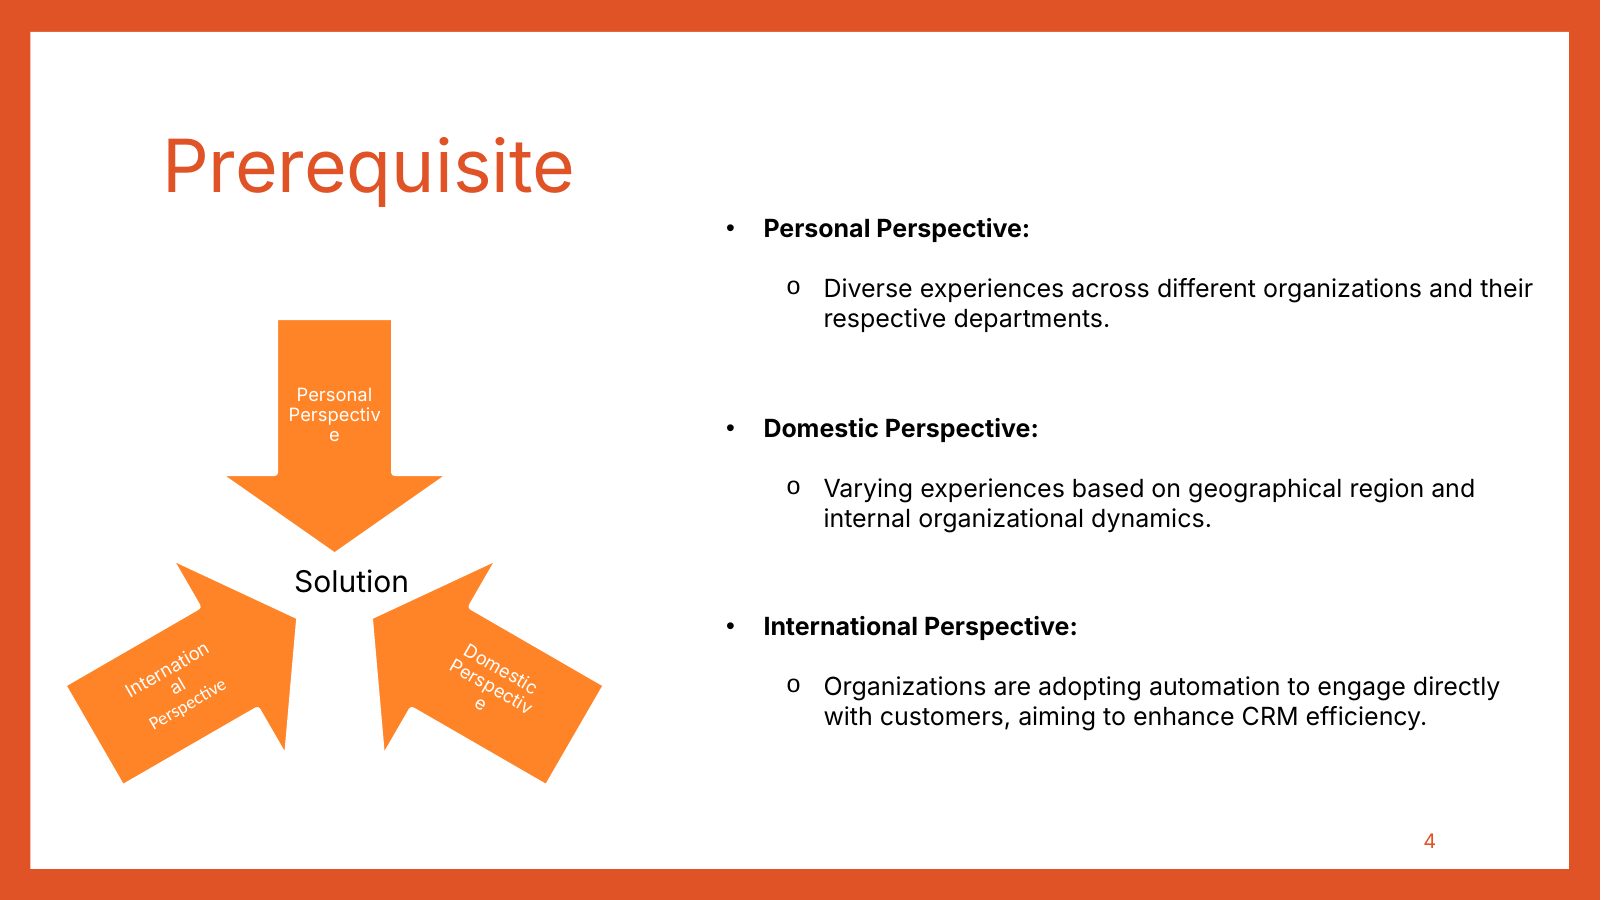 Prerequisite
Personal
Perspectiv
e
Solution
Internation
al
Perspective
Domestic
Perspectiv
e
• Personal Perspective:
o Diverse experiences across different organizations and their
respective departments.
• Domestic Perspective:
o Varying experiences based on geographical region and
internal organizational dynamics.
• International Perspective:
o Organizations are adopting automation to engage directly
with customers, aiming to enhance CRM efficiency.
4